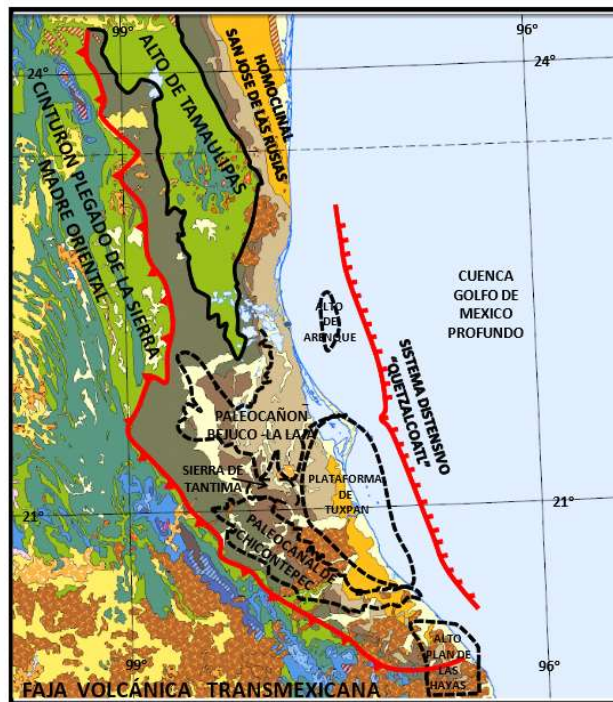 99°
96°
24°
24°
HOMOCLINAL
SAN JOSE DE LAS RUSIAS
ALTO DE TAMAULIPAS
CINTURON PLEGADO DE LA SIERRA
MADRE ORIENTAL
CUENCA
GOLFO DE
MEXICO
PROFUNDO
ALTO
DE
ARENQUE
SISTEMA DISTENSIVO
"QUETZALCOATL"
PALEOCAÑON
BEJUCO -LA LAJA
SIERRA DE
TANTIMA
PLATAFORMA
DE
TUXPAN
21°
21°
PALEOCANAL DE
CHICONTEPEC
ALTO
PLAN DE
LAS
HAYAS
99°
96°
FAJA VOLCÁNICA TRANSMEXICANA